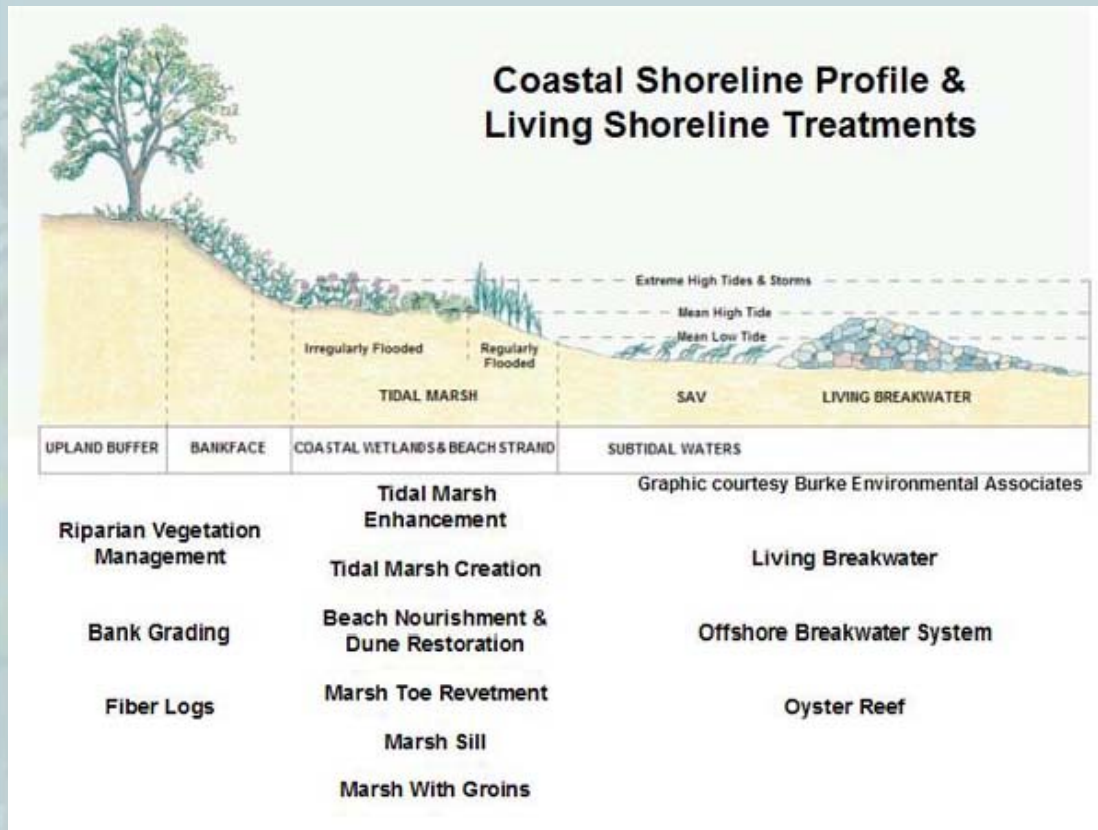 Coastal Shoreline Profile &
Living Shoreline Treatments
Extreme High Tides & Storms
Mean High Tide
Mean Low Tide
Irregularly Flooded
Regularly
Flooded
TIDAL MARSH
SAV
LIVING BREAKWATER
UPLAND BUFFER
BANKFACE
COASTAL WETLANDS & BEACH STRAND
SUBTIDAL WATERS
Graphic courtesy Burke Environmental Associates
Riparian Vegetation
Management
Bank Grading
Fiber Logs
Tidal Marsh
Enhancement
Tidal Marsh Creation
Beach Nourishment &
Dune Restoration
Marsh Toe Revetment
Marsh Sill
Marsh With Groins
Living Breakwater
Offshore Breakwater System
Oyster Reef